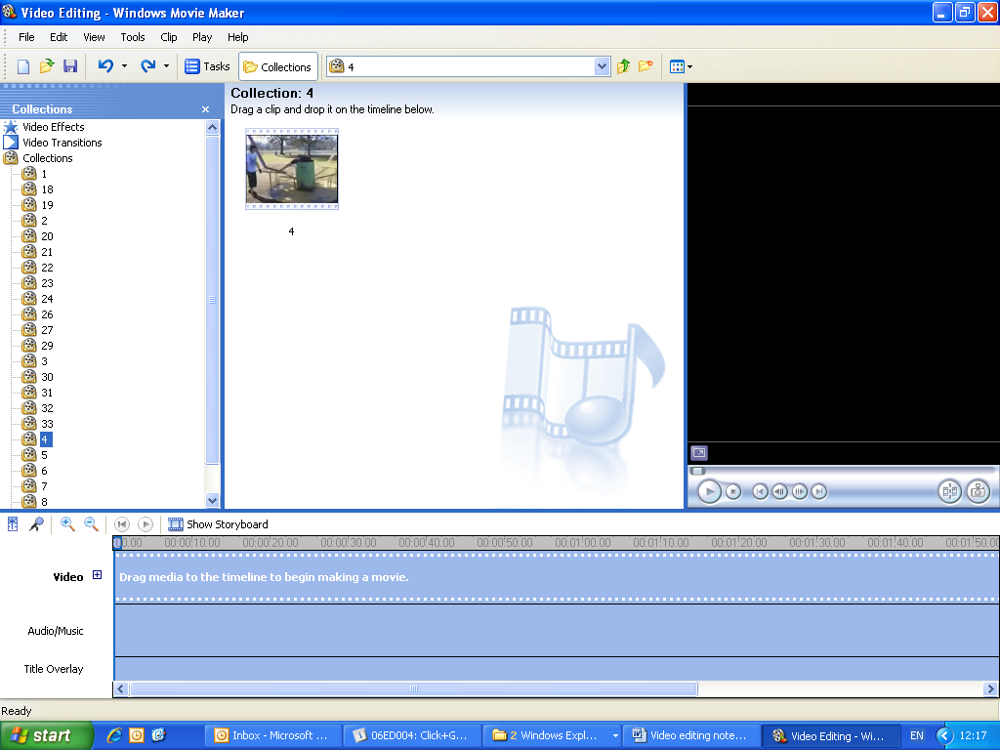 Video Editing - Windows Movie Maker
File Edit View Tools Clip Play Help
Tasks Collections 4
Collections
Video Effects
Video Transitions
Collections
1
18
19
2
20
21
22
23
24
26
27
29
3
30
31
32
33
4
5
6
7
8
Collection: 4
Drag a clip and drop it on the timeline below.
4
Show Storyboard
0.00 00:00:10.00 00:00:20.00 00:00:30.00 00:00:40.00 00:00:50.00 00:01:00.00 00:01:10.00 00:01:20.00 00:01:30.00 00:01:40.00 00:01:50.00
Video Drag media to the timeline to begin making a movie.
Audio/Music
Title Overlay
Ready
start Inbox - Microsoft ... 06ED004: Click+G... 2 Windows Expl... Video editing note... Video Editing - Wi... EN 12:17